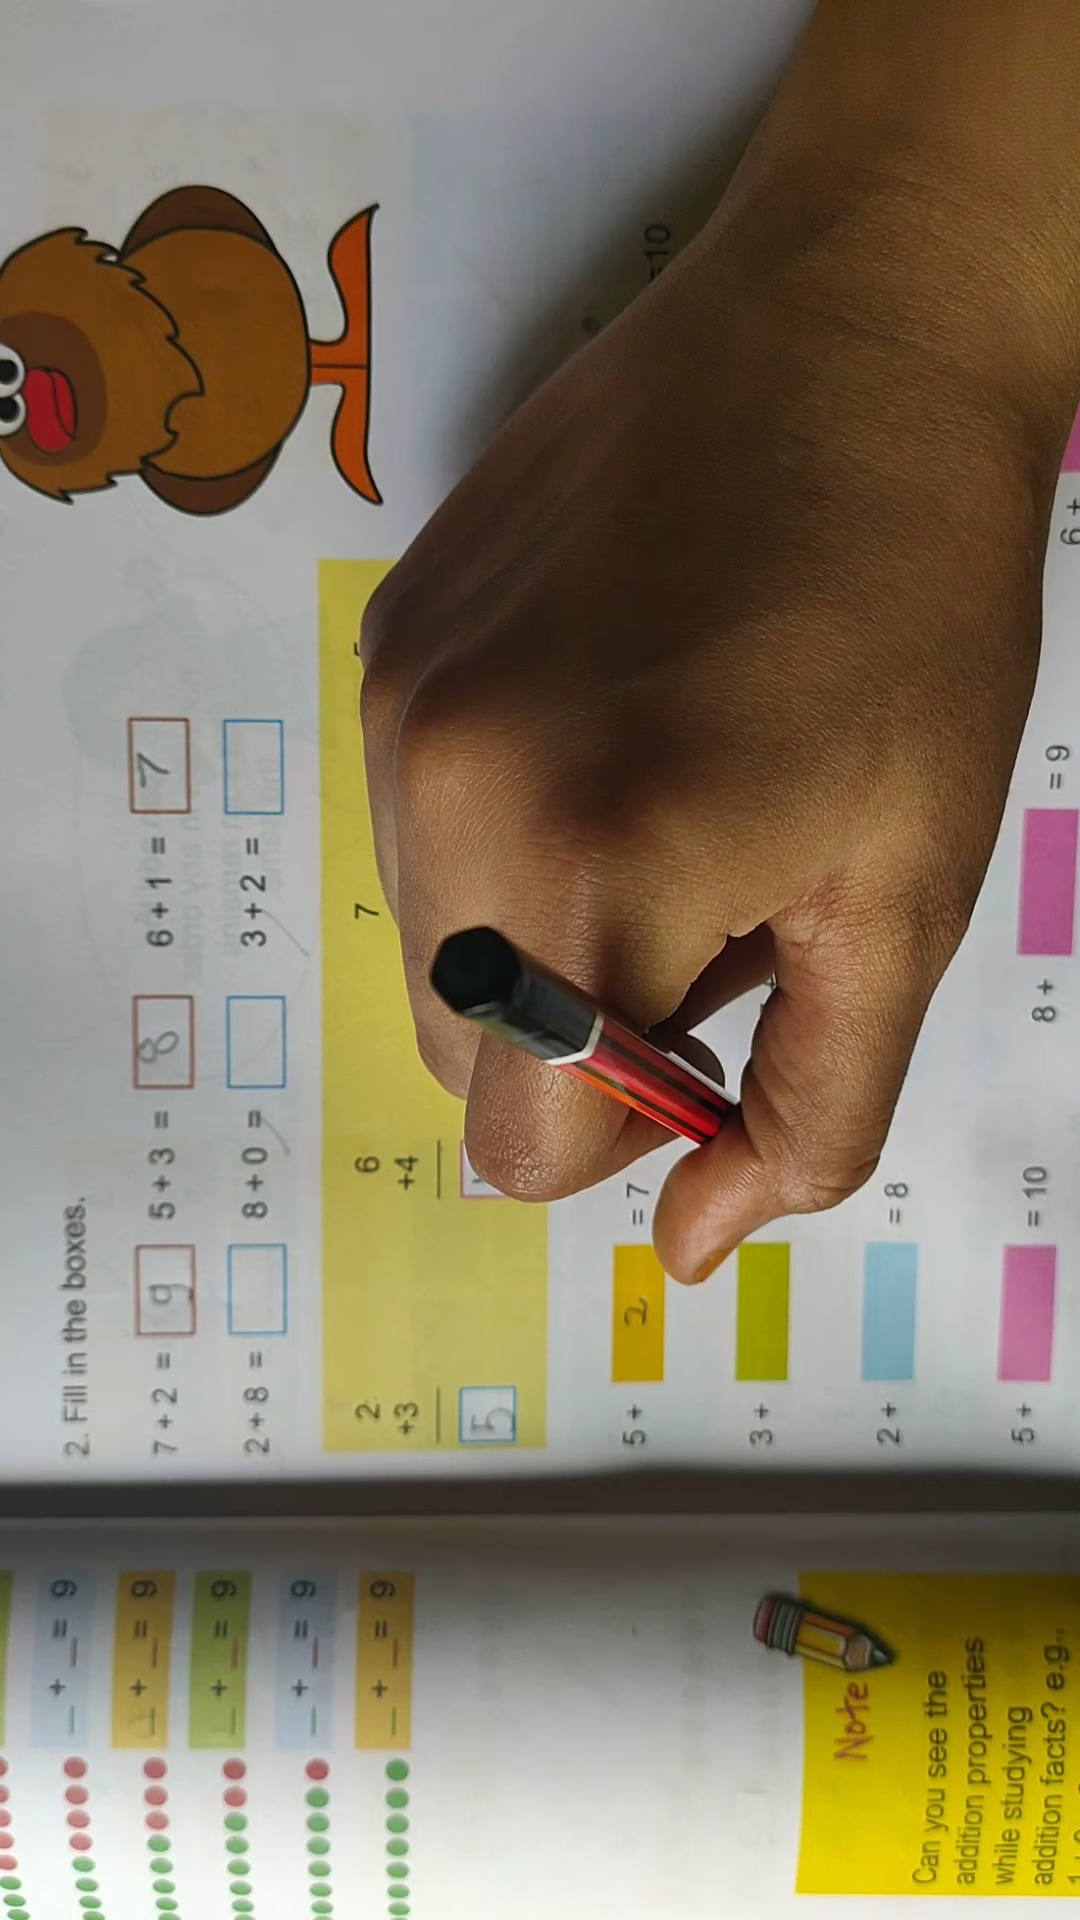 2. Fill in the boxes.
7 + 2 = 9 5 + 3 = 8 6 + 1 = 7
2 + 8 = 8 + 0 = 3 + 2 =
2 6 7
+3 +4
5
5 + 2 = 7
=10
3 +
2 + = 8
5 + = 10 8 + = 9 6 +
_ + _ = 9
_ + _ = 9
_ + _ = 9
_ + _ = 9
_ + _ = 9
Note
Can you see the
addition properties
while studying
addition facts? e.g.,